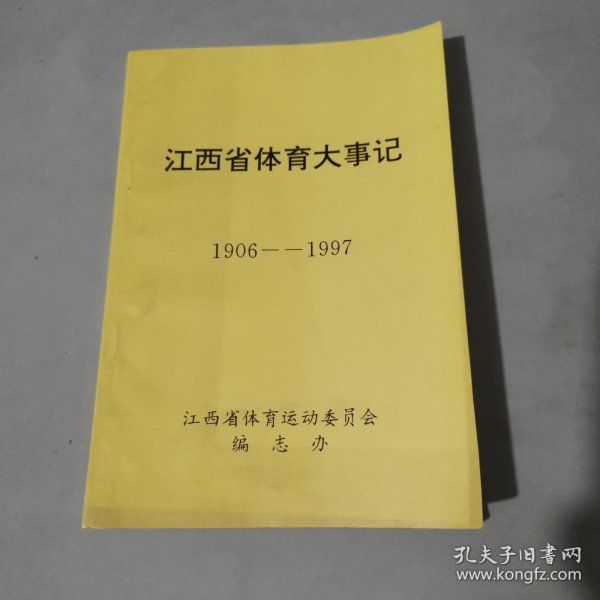 江西省体育大事记
1906——1997
江西省体育运动委员会
编 志 办
孔夫子旧书网
www.kongfz.com